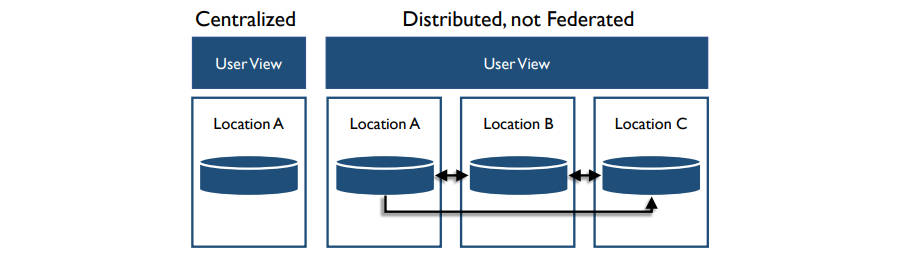 Centralized
Distributed, not Federated
User View
User View
Location A
Location A
Location B
Location C